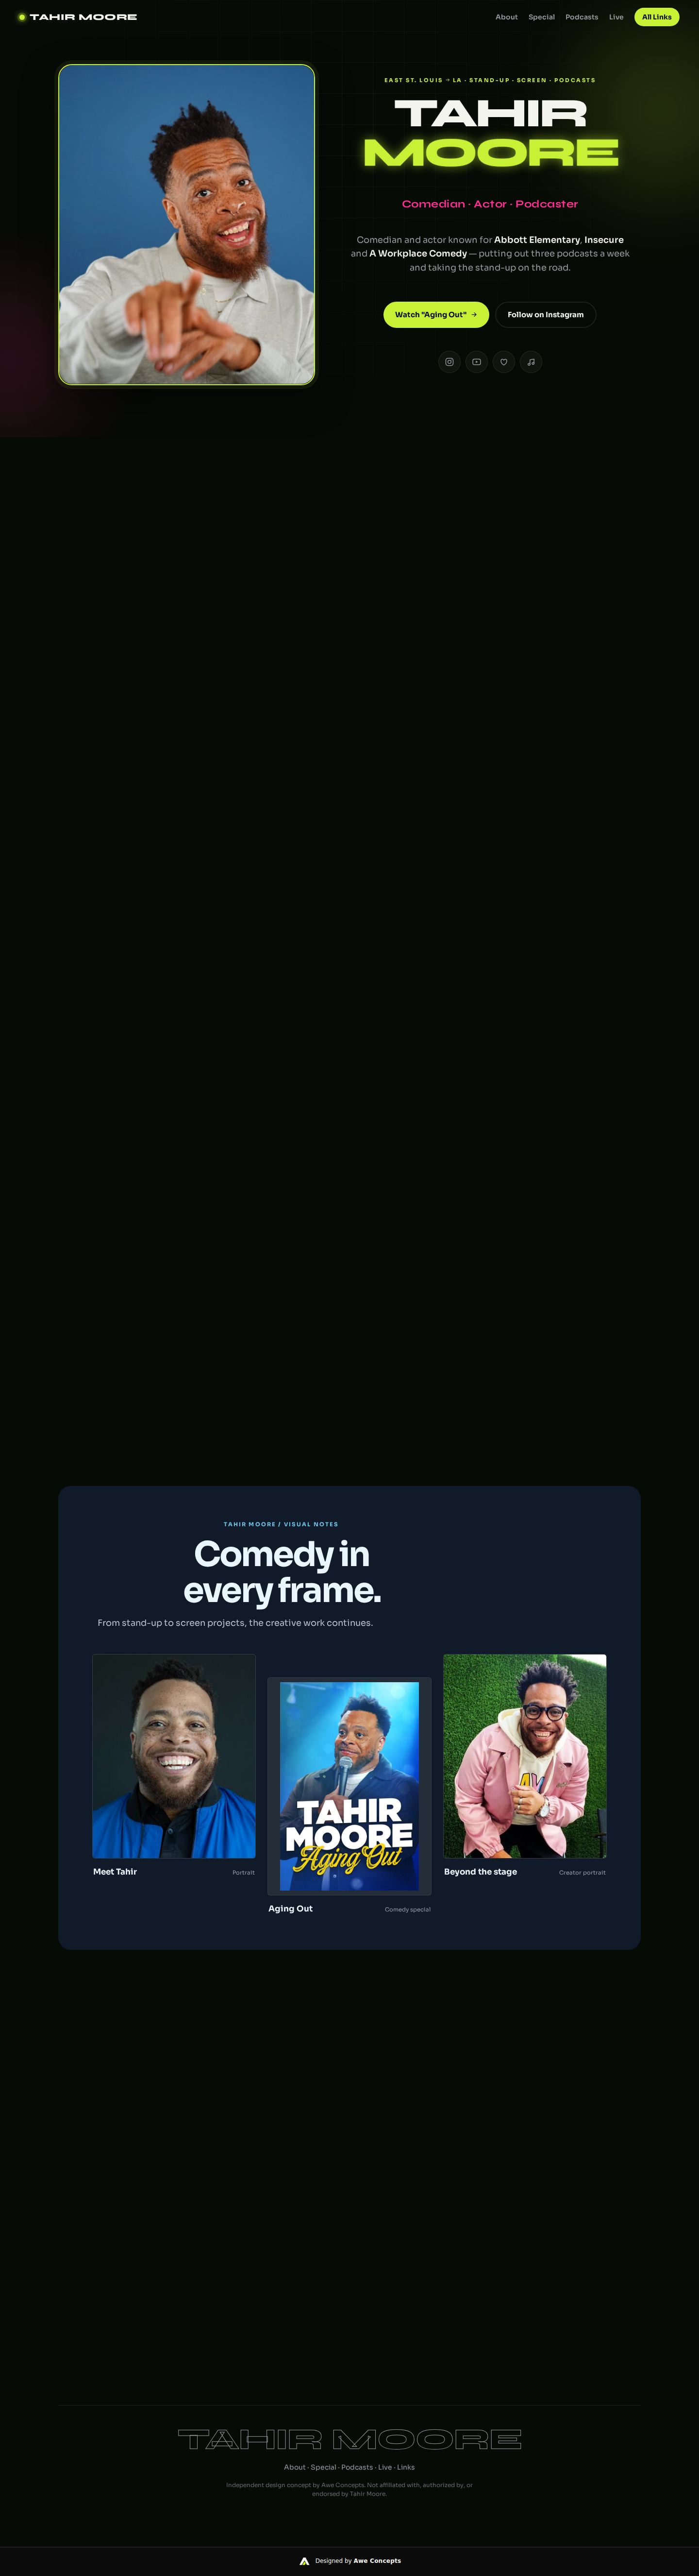 TAHIR MOORE
About Special Podcasts Live All Links
EAST ST. LOUIS → LA · STAND-UP · SCREEN · PODCASTS
TAHIR
MOORE
Comedian · Actor · Podcaster
Comedian and actor known for Abbott Elementary, Insecure
and A Workplace Comedy — putting out three podcasts a week
and taking the stand-up on the road.
Watch "Aging Out" →
Follow on Instagram
TAHIR MOORE / VISUAL NOTES
Comedy in
every frame.
From stand-up to screen projects, the creative work continues.
TAHIR
MOORE
Aging Out
Meet Tahir
Portrait
Aging Out
Comedy special
Beyond the stage
Creator portrait
TAHIR MOORE
About · Special · Podcasts · Live · Links
Independent design concept by Awe Concepts. Not affiliated with, authorized by, or
endorsed by Tahir Moore.
Designed by Awe Concepts